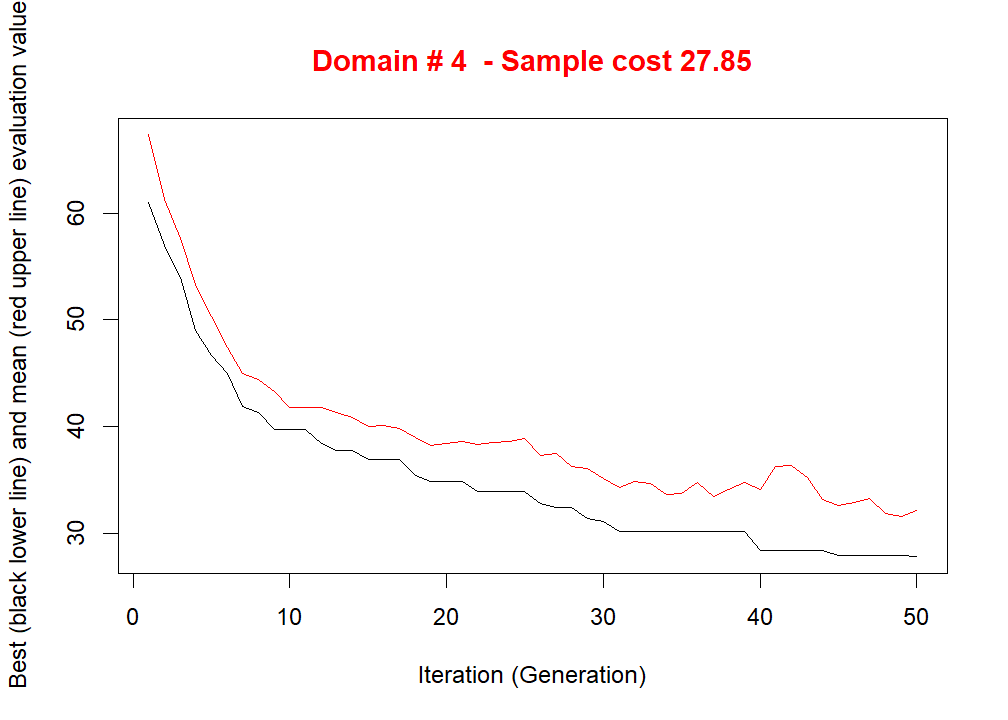 Domain # 4  - Sample cost 27.85
Best (black lower line) and mean (red upper line) evaluation value
60
50
40
30
0 10 20 30 40 50
Iteration (Generation)